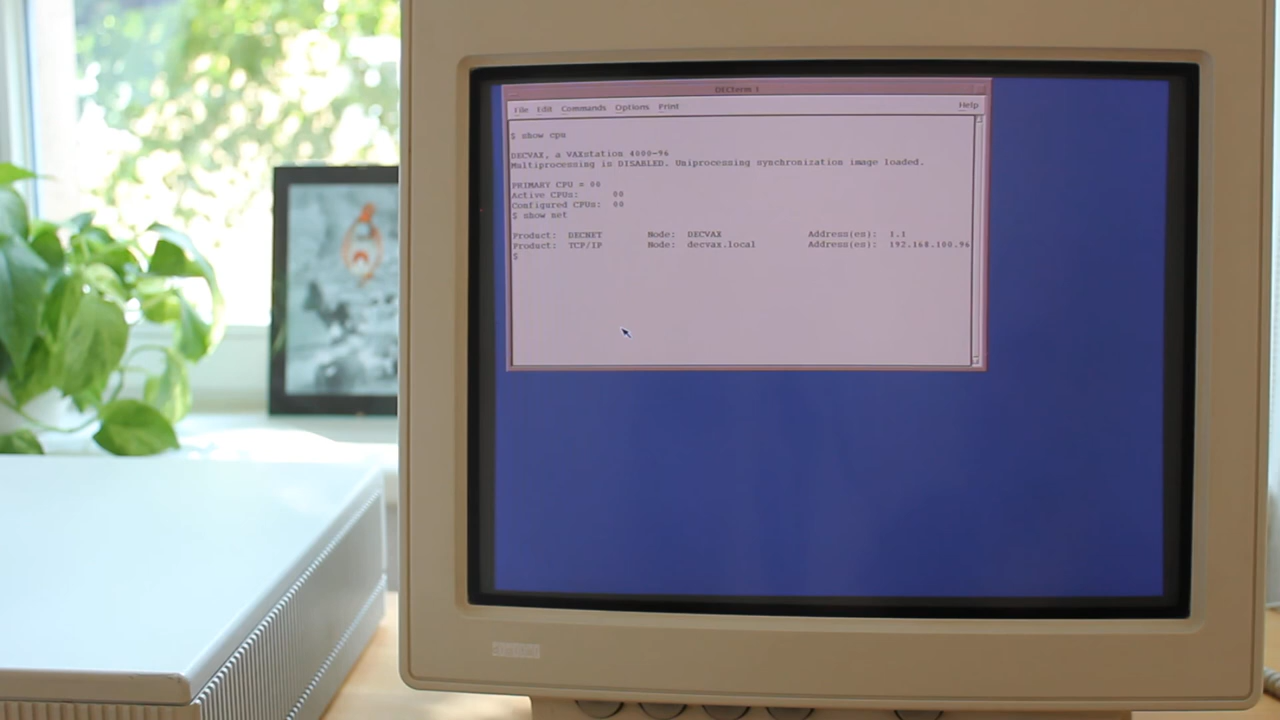 DECterm 1
File Edit Commands Options Print Help
$ show cpu
DECVAX, a VAXstation 4000-96
Multiprocessing is DISABLED. Uniprocessing synchronization image loaded.
PRIMARY CPU = 00
Active CPUs: 00
Configured CPUs: 00
$ show net
Product: DECNET Node: DECVAX Address(es): 1.1
Product: TCP/IP Node: decvax.local Address(es): 192.168.100.96
$
digital